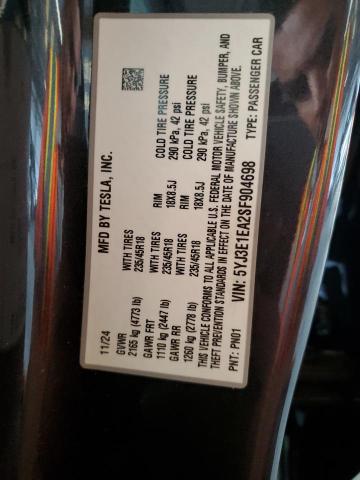 MFD BY TESLA, INC.
11/24
GVWR
2165 kg (4773 lb)
GAWR FRT WITH TIRES RIM COLD TIRE PRESSURE
1110 kg (2447 lb) 235/45R18 18X8.5J 290 kPa, 42 psi
GAWR RR WITH TIRES RIM COLD TIRE PRESSURE
1260 kg (2778 lb) 235/45R18 18X8.5J 290 kPa, 42 psi
THIS VEHICLE CONFORMS TO ALL APPLICABLE U.S. FEDERAL MOTOR VEHICLE SAFETY, BUMPER, AND
THEFT PREVENTION STANDARDS IN EFFECT ON THE DATE OF MANUFACTURE SHOWN ABOVE.
VIN: 5YJ3E1EA2SF904698
PNT: PN01 TYPE: PASSENGER CAR